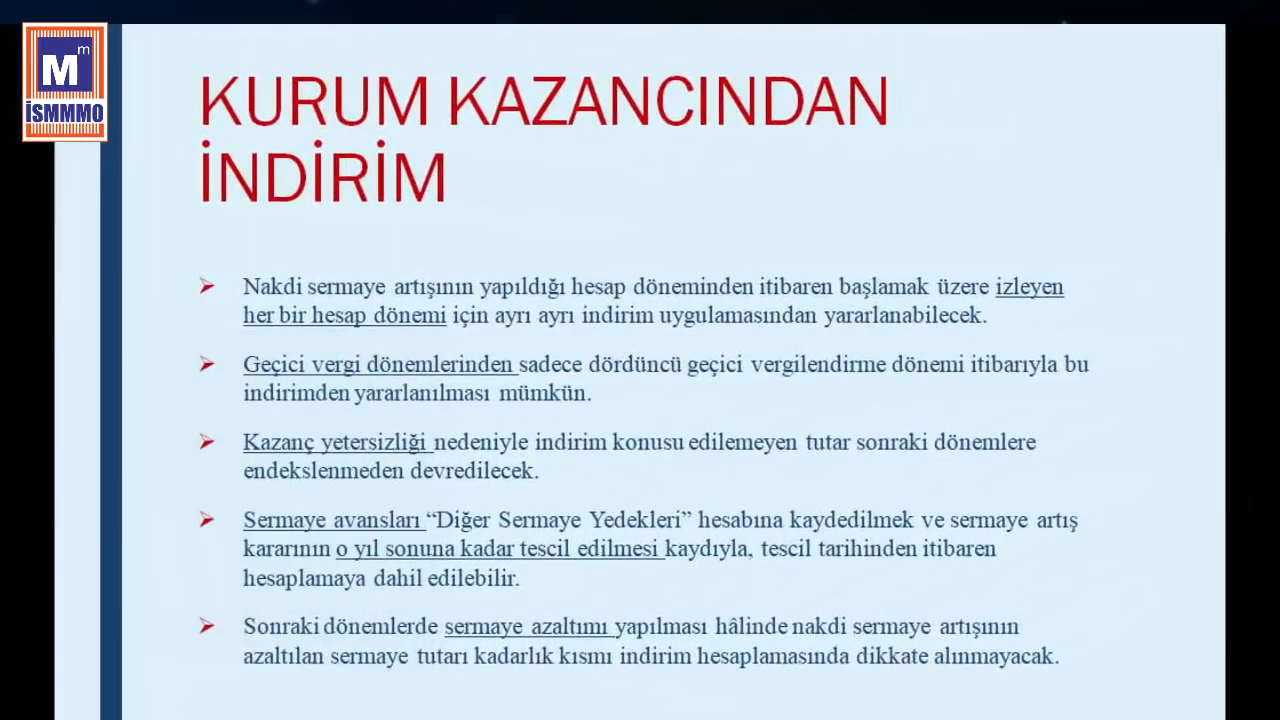 Mm
İSMMMO
KURUM KAZANCINDAN
İNDİRİM
Nakdi sermaye artışının yapıldığı hesap döneminden itibaren başlamak üzere izleyen
her bir hesap dönemi için ayrı ayrı indirim uygulamasından yararlanabilecek.
Geçici vergi dönemlerinden sadece dördüncü geçici vergilendirme dönemi itibarıyla bu
indirimden yararlanılması mümkün.
Kazanç yetersizliği nedeniyle indirim konusu edilemeyen tutar sonraki dönemlere
endekslenmeden devredilecek.
Sermaye avansları “Diğer Sermaye Yedekleri” hesabına kaydedilmek ve sermaye artış
kararının o yıl sonuna kadar tescil edilmesi kaydıyla, tescil tarihinden itibaren
hesaplamaya dahil edilebilir.
Sonraki dönemlerde sermaye azaltımı yapılması hâlinde nakdi sermaye artışının
azaltılan sermaye tutarı kadarlık kısmı indirim hesaplamasında dikkate alınmayacak.